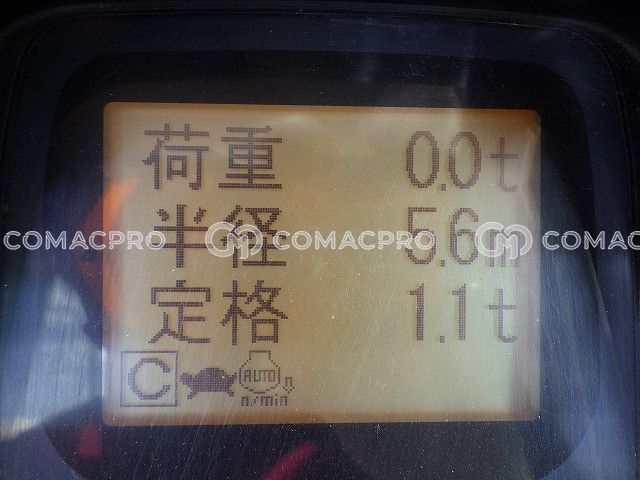 荷重 0.0t
半径 5.6m
定格 1.1t
C AUTO
n/min
COMACPRO COMACPRO COMACPRO